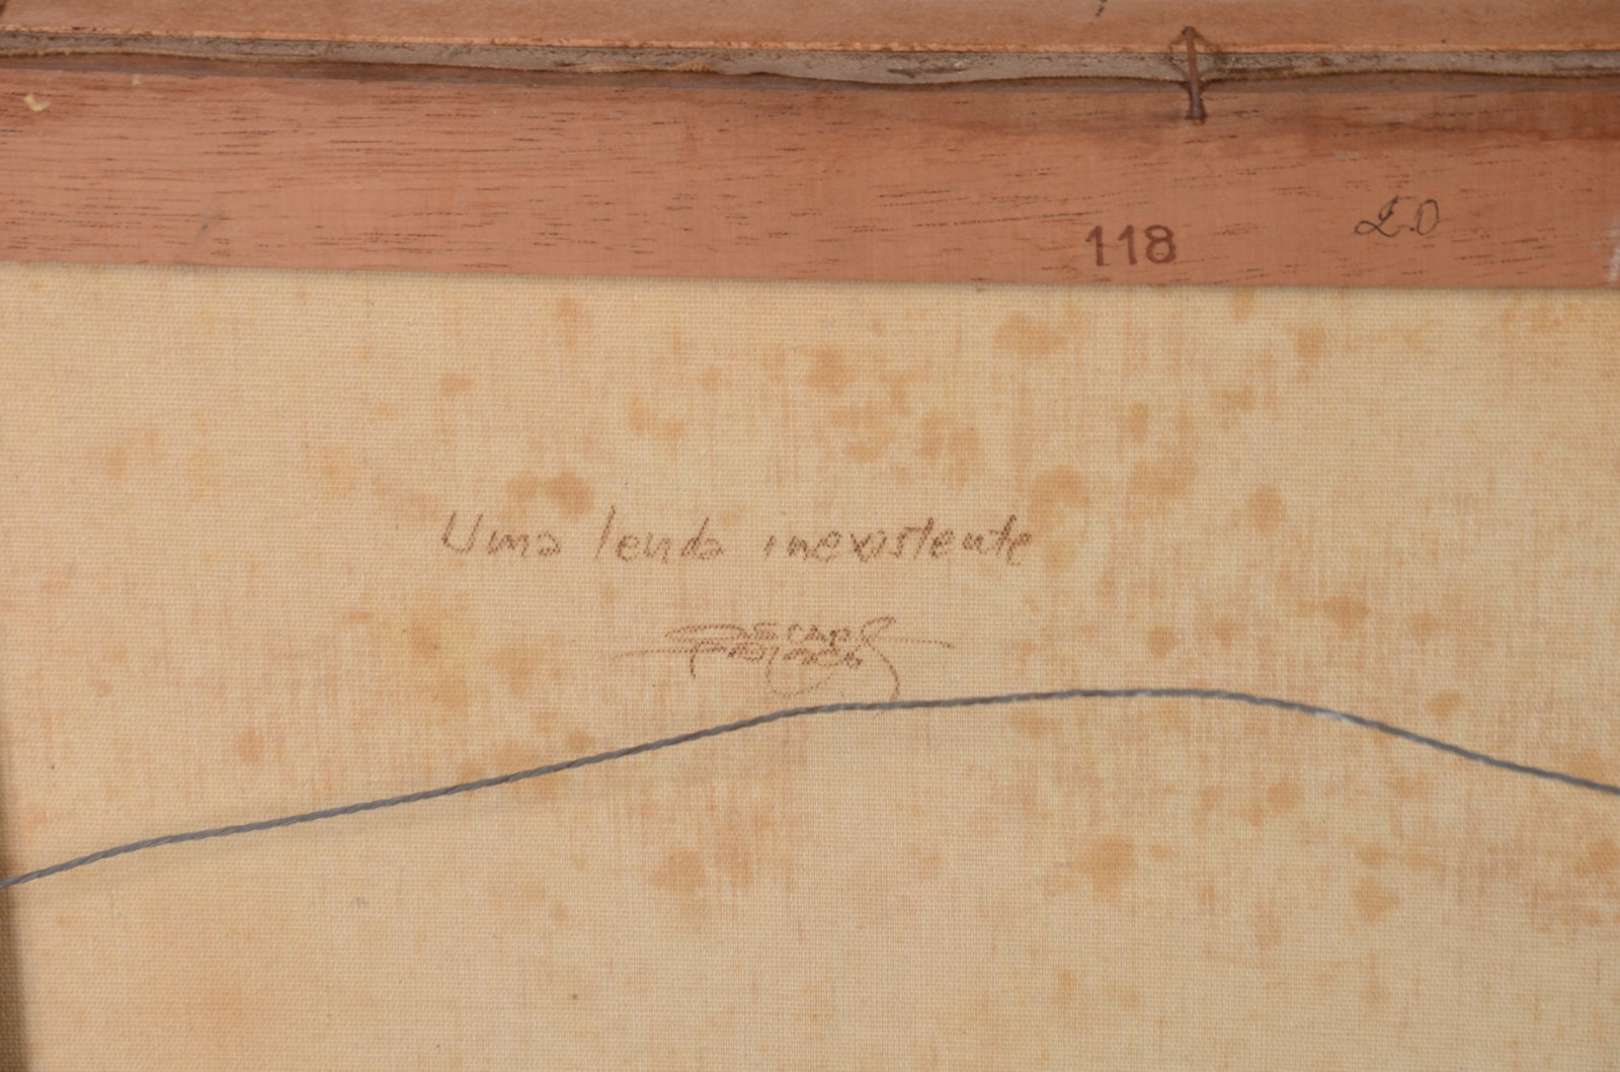 118 L.O
Uma lenda inexistente